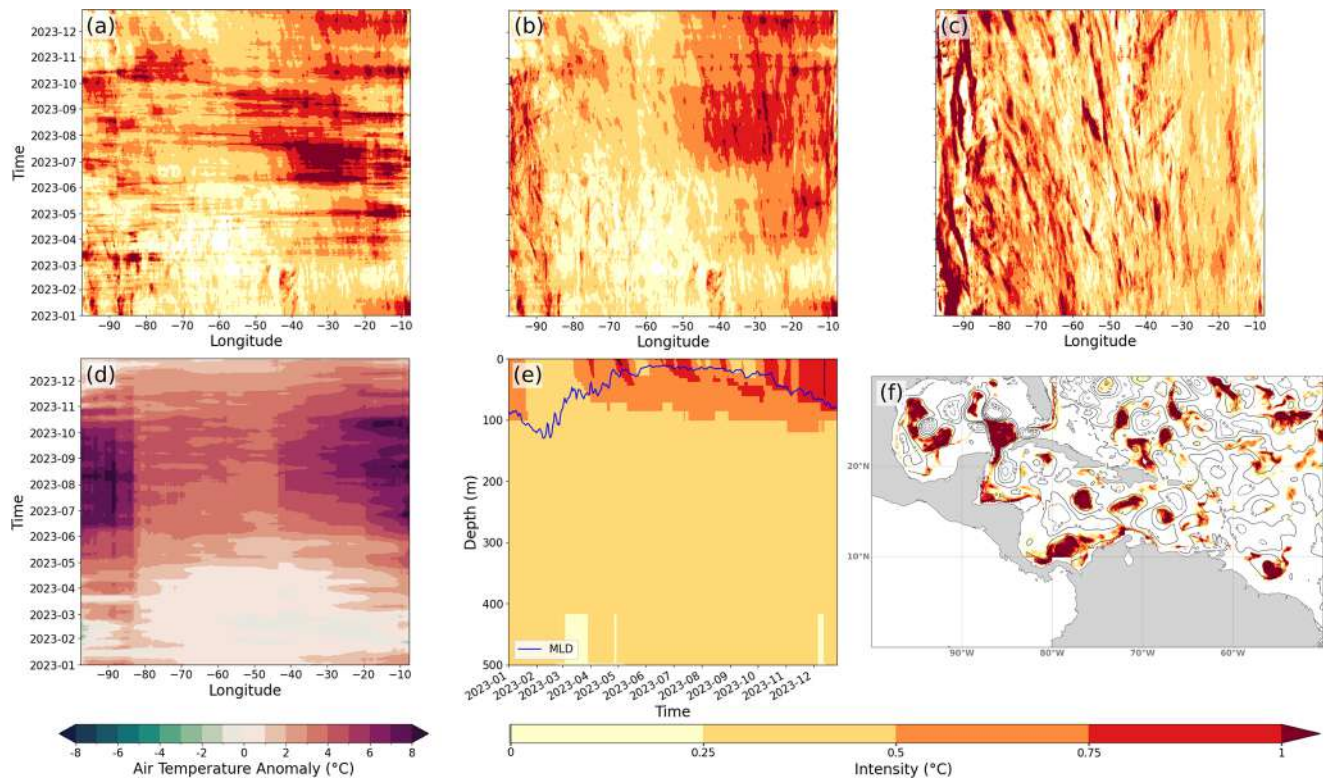 (a)
2023-12
2023-11
2023-10
2023-09
2023-08
2023-07
2023-06
2023-05
2023-04
2023-03
2023-02
2023-01
Time
−90 −80 −70 −60 −50 −40 −30 −20 −10
Longitude
(b)
−90 −80 −70 −60 −50 −40 −30 −20 −10
Longitude
(c)
−90 −80 −70 −60 −50 −40 −30 −20 −10
Longitude
(d)
2023-12
2023-11
2023-10
2023-09
2023-08
2023-07
2023-06
2023-05
2023-04
2023-03
2023-02
2023-01
Time
−90 −80 −70 −60 −50 −40 −30 −20 −10
Longitude
(e)
0
100
200
300
400
500
Depth (m)
MLD
2023-01 2023-02 2023-03 2023-04 2023-05 2023-06 2023-07 2023-08 2023-09 2023-10 2023-11 2023-12
Time
(f)
20°N
10°N
90°W 80°W 70°W 60°W
-8 -6 -4 -2 0 2 4 6 8
Air Temperature Anomaly (°C)
0 0.25 0.5 0.75 1
Intensity (°C)